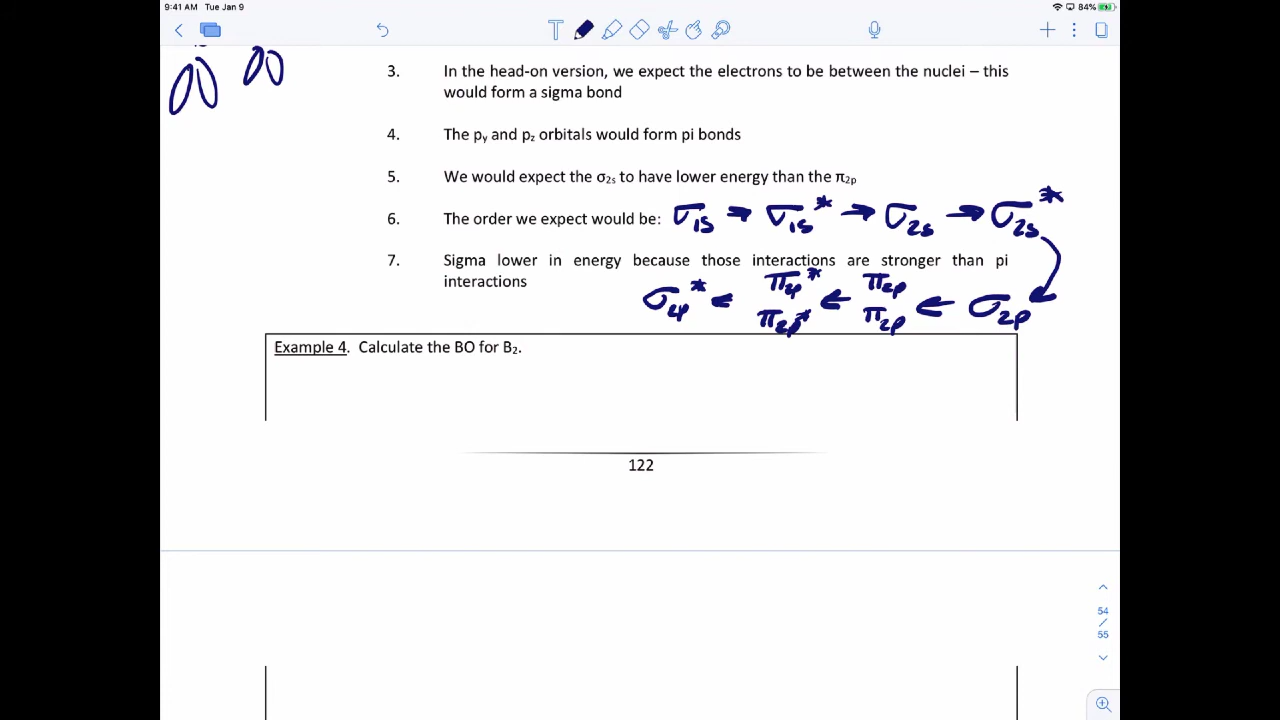 9:41 AM Tue Jan 9
84%
3. In the head-on version, we expect the electrons to be between the nuclei – this
would form a sigma bond
4. The py and pz orbitals would form pi bonds
5. We would expect the σ2s to have lower energy than the π2p
6. The order we expect would be: σ1s → σ1s* → σ2s → σ2s*
7. Sigma lower in energy because those interactions are stronger than pi
interactions
σ2p* ← π2p* ← π2p ← σ2p
π2p* π2p
Example 4. Calculate the BO for B2.
122
54
/
55